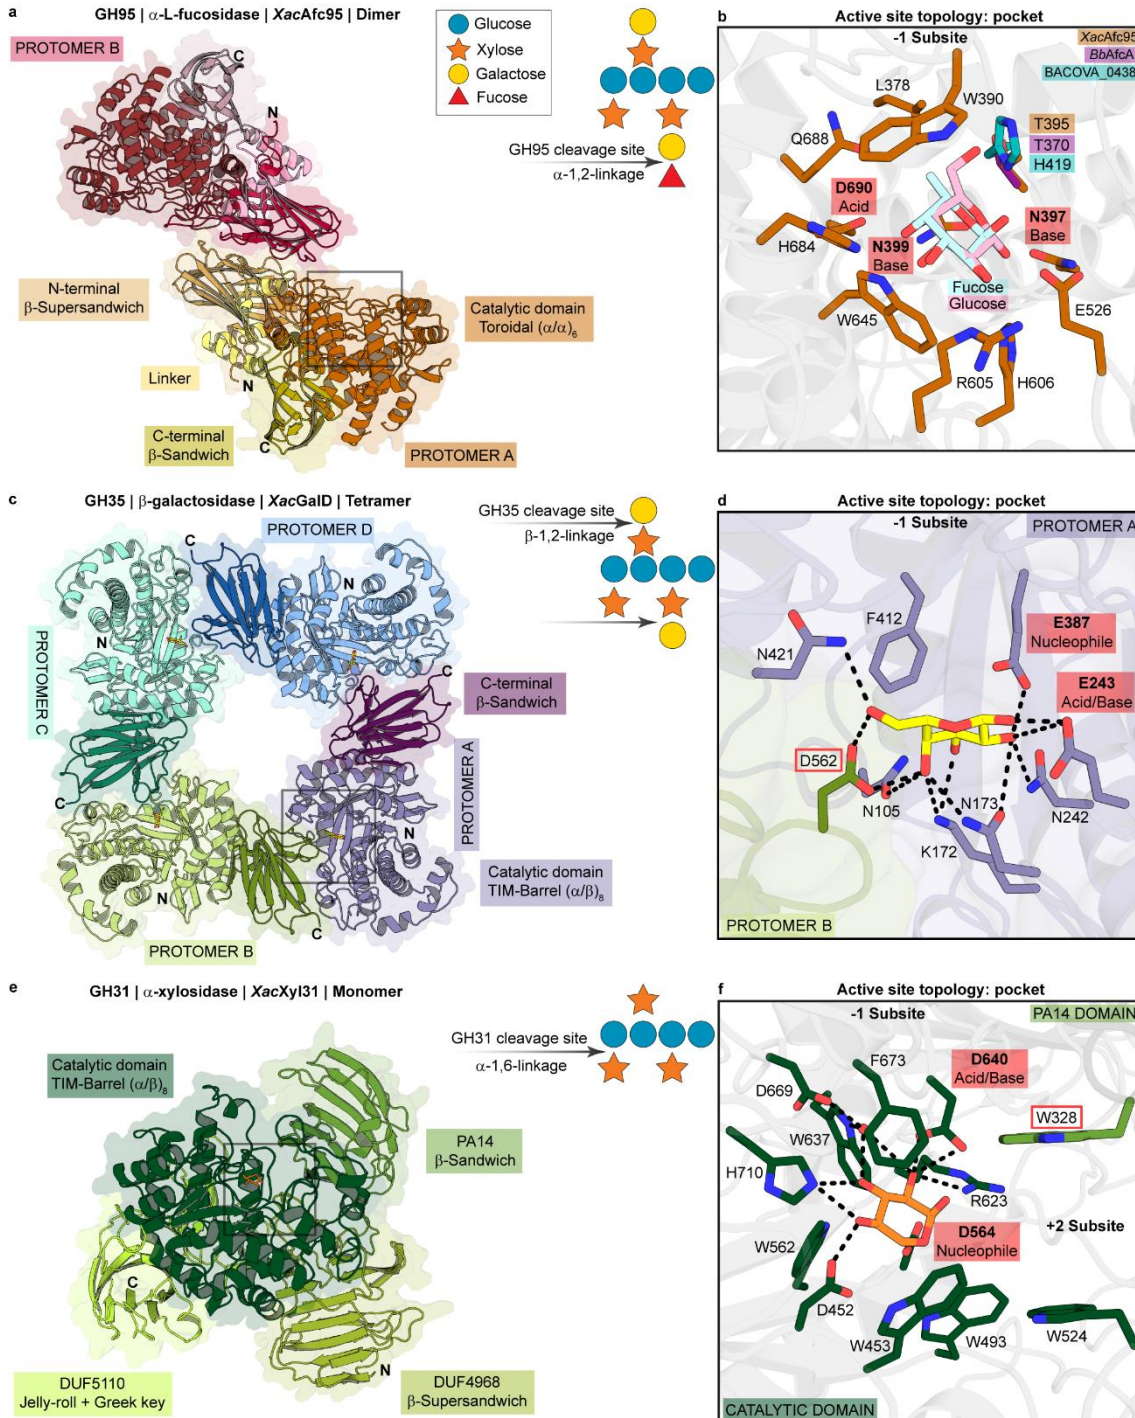 a
GH95 | α-L-fucosidase | XacAfc95 | Dimer
PROTOMER B
C
N
N-terminal
β-Supersandwich
Catalytic domain
Toroidal (α/α)6
Linker
N
C-terminal
β-Sandwich
C
PROTOMER A
Glucose
Xylose
Galactose
Fucose
GH95 cleavage site
α-1,2-linkage
b
Active site topology: pocket
-1 Subsite
XacAfc95
BbAfcA
BACOVA_0438
L378
W390
Q688
T395
T370
H419
D690
Acid
N397
Base
H684
N399
Base
Fucose
Glucose
W645
E526
R605
H606
c
GH35 | β-galactosidase | XacGalD | Tetramer
PROTOMER D
C
N
C
N
PROTOMER C
C-terminal
β-Sandwich
C
PROTOMER A
N
N
Catalytic domain
TIM-Barrel (α/β)8
PROTOMER B
C
GH35 cleavage site
β-1,2-linkage
d
Active site topology: pocket
-1 Subsite
PROTOMER A
F412
E387
Nucleophile
N421
E243
Acid/Base
D562
N105
N173
N242
K172
PROTOMER B
e
GH31 | α-xylosidase | XacXyl31 | Monomer
Catalytic domain
TIM-Barrel (α/β)8
PA14
β-Sandwich
C
N
DUF5110
Jelly-roll + Greek key
DUF4968
β-Supersandwich
GH31 cleavage site
α-1,6-linkage
f
Active site topology: pocket
-1 Subsite
PA14 DOMAIN
F673
D640
Acid/Base
D669
W328
W637
H710
R623
+2 Subsite
W562
D564
Nucleophile
D452
W453
W493
W524
CATALYTIC DOMAIN